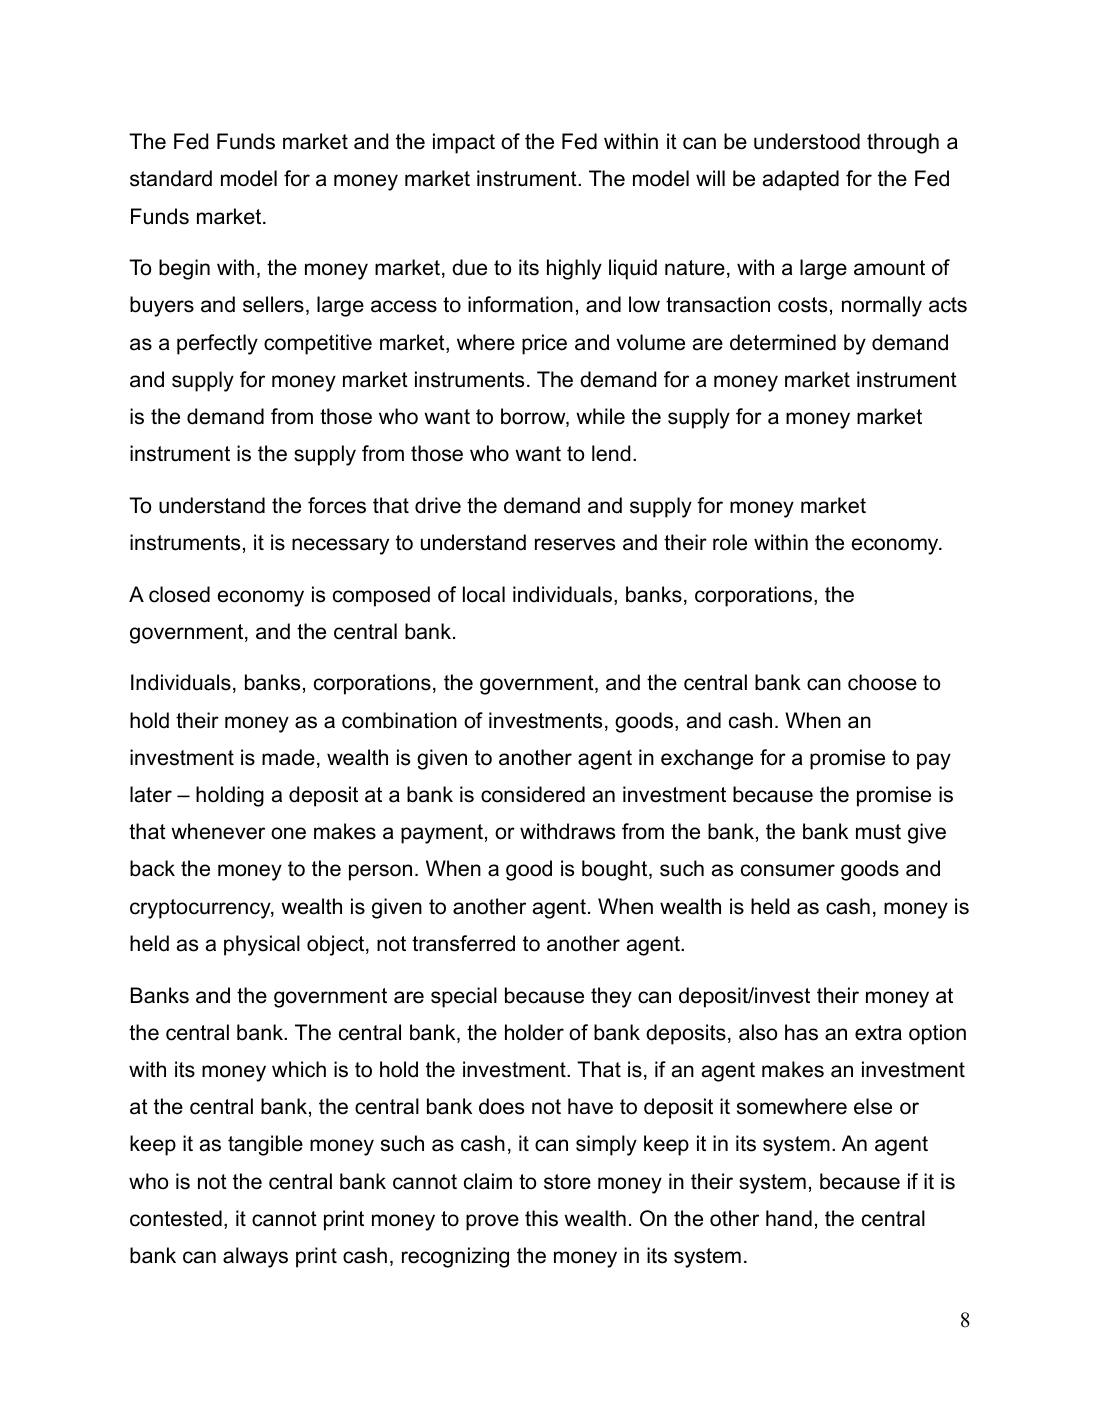 The Fed Funds market and the impact of the Fed within it can be understood through a
standard model for a money market instrument. The model will be adapted for the Fed
Funds market.
To begin with, the money market, due to its highly liquid nature, with a large amount of
buyers and sellers, large access to information, and low transaction costs, normally acts
as a perfectly competitive market, where price and volume are determined by demand
and supply for money market instruments. The demand for a money market instrument
is the demand from those who want to borrow, while the supply for a money market
instrument is the supply from those who want to lend.
To understand the forces that drive the demand and supply for money market
instruments, it is necessary to understand reserves and their role within the economy.
A closed economy is composed of local individuals, banks, corporations, the
government, and the central bank.
Individuals, banks, corporations, the government, and the central bank can choose to
hold their money as a combination of investments, goods, and cash. When an
investment is made, wealth is given to another agent in exchange for a promise to pay
later – holding a deposit at a bank is considered an investment because the promise is
that whenever one makes a payment, or withdraws from the bank, the bank must give
back the money to the person. When a good is bought, such as consumer goods and
cryptocurrency, wealth is given to another agent. When wealth is held as cash, money is
held as a physical object, not transferred to another agent.
Banks and the government are special because they can deposit/invest their money at
the central bank. The central bank, the holder of bank deposits, also has an extra option
with its money which is to hold the investment. That is, if an agent makes an investment
at the central bank, the central bank does not have to deposit it somewhere else or
keep it as tangible money such as cash, it can simply keep it in its system. An agent
who is not the central bank cannot claim to store money in their system, because if it is
contested, it cannot print money to prove this wealth. On the other hand, the central
bank can always print cash, recognizing the money in its system.
8